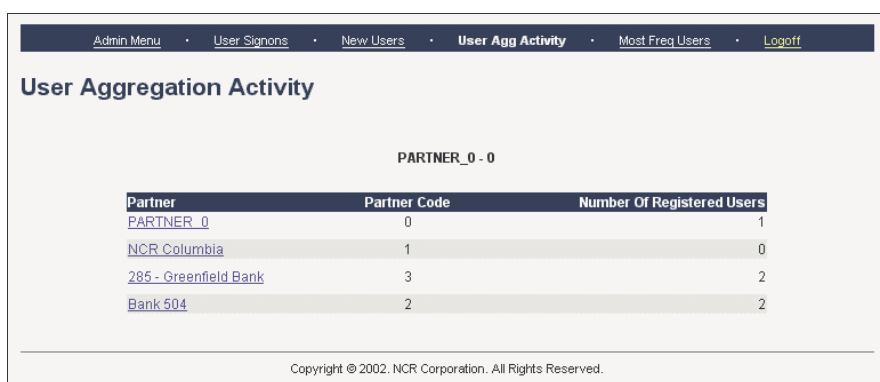 Admin Menu · User Signons · New Users · User Agg Activity · Most Freq Users · Logoff
User Aggregation Activity
PARTNER_0 - 0
Partner Partner Code Number Of Registered Users
PARTNER_0 0 1
NCR Columbia 1 0
285 - Greenfield Bank 3 2
Bank 504 2 2
Copyright © 2002. NCR Corporation. All Rights Reserved.